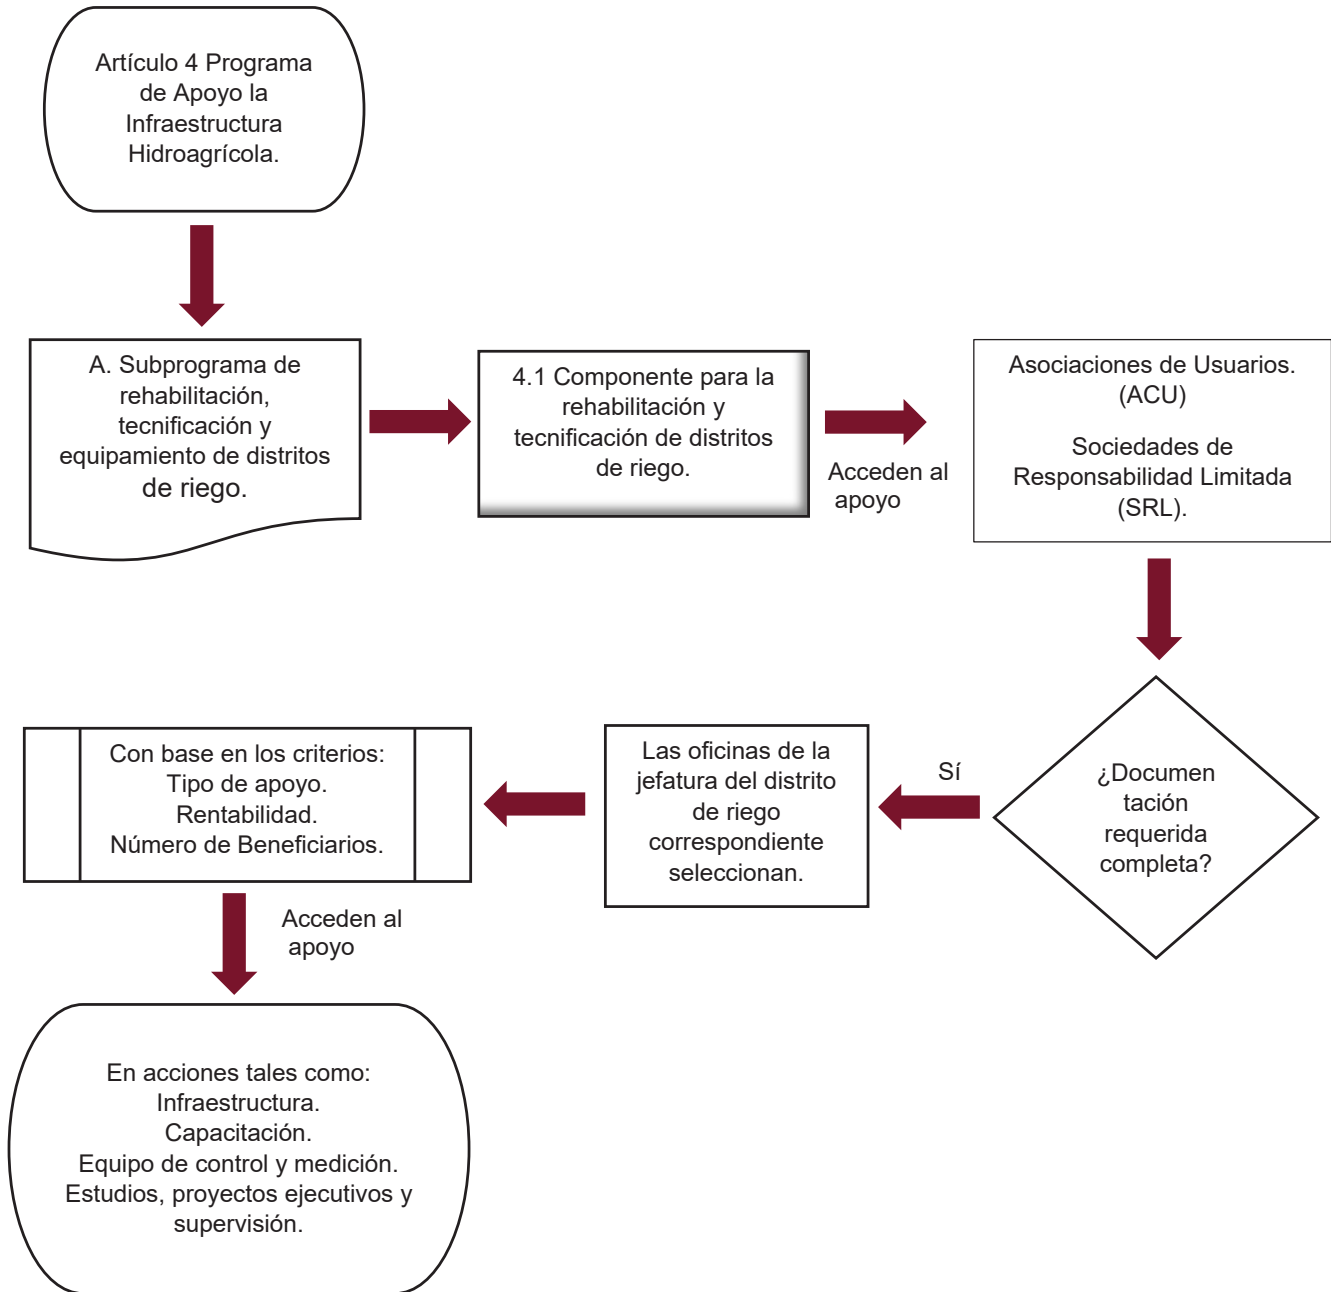 Artículo 4 Programa
de Apoyo la
Infraestructura
Hidroagrícola.
A. Subprograma de
rehabilitación,
tecnificación y
equipamiento de distritos
de riego.
4.1 Componente para la
rehabilitación y
tecnificación de distritos
de riego.
Acceden al
apoyo
Asociaciones de Usuarios.
(ACU)
Sociedades de
Responsabilidad Limitada
(SRL).
¿Documen
tación
requerida
completa?
Sí
Las oficinas de la
jefatura del distrito
de riego
correspondiente
seleccionan.
Con base en los criterios:
Tipo de apoyo.
Rentabilidad.
Número de Beneficiarios.
Acceden al
apoyo
En acciones tales como:
Infraestructura.
Capacitación.
Equipo de control y medición.
Estudios, proyectos ejecutivos y
supervisión.